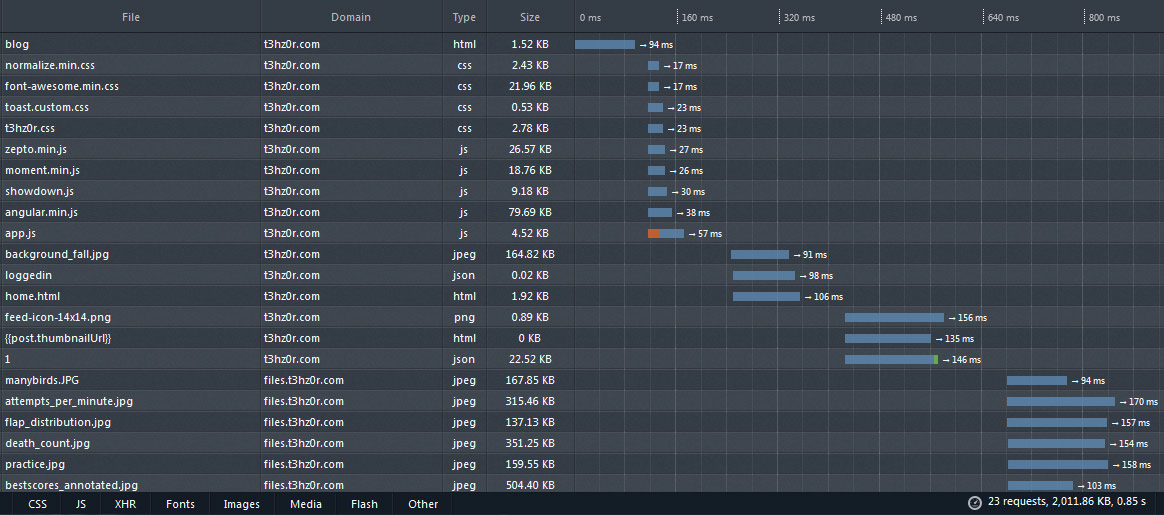 File Domain Type Size 0 ms 160 ms 320 ms 480 ms 640 ms 800 ms
blog t3hz0r.com html 1.52 KB → 94 ms
normalize.min.css t3hz0r.com css 2.43 KB → 17 ms
font-awesome.min.css t3hz0r.com css 21.96 KB → 17 ms
toast.custom.css t3hz0r.com css 0.53 KB → 23 ms
t3hz0r.css t3hz0r.com css 2.78 KB → 23 ms
zepto.min.js t3hz0r.com js 26.57 KB → 27 ms
moment.min.js t3hz0r.com js 18.76 KB → 26 ms
showdown.js t3hz0r.com js 9.18 KB → 30 ms
angular.min.js t3hz0r.com js 79.69 KB → 38 ms
app.js t3hz0r.com js 4.52 KB → 57 ms
background_fall.jpg t3hz0r.com jpeg 164.82 KB → 91 ms
loggedin t3hz0r.com json 0.02 KB → 98 ms
home.html t3hz0r.com html 1.92 KB → 106 ms
feed-icon-14x14.png t3hz0r.com png 0.89 KB → 156 ms
{{post.thumbnailUrl}} t3hz0r.com html 0 KB → 135 ms
1 t3hz0r.com json 22.52 KB → 146 ms
manybirds.JPG files.t3hz0r.com jpeg 167.85 KB → 94 ms
attempts_per_minute.jpg files.t3hz0r.com jpeg 315.46 KB → 170 ms
flap_distribution.jpg files.t3hz0r.com jpeg 137.13 KB → 157 ms
death_count.jpg files.t3hz0r.com jpeg 351.25 KB → 154 ms
practice.jpg files.t3hz0r.com jpeg 159.55 KB → 158 ms
bestscores_annotated.jpg files.t3hz0r.com jpeg 504.40 KB → 103 ms
CSS JS XHR Fonts Images Media Flash Other 23 requests, 2,011.86 KB, 0.85 s